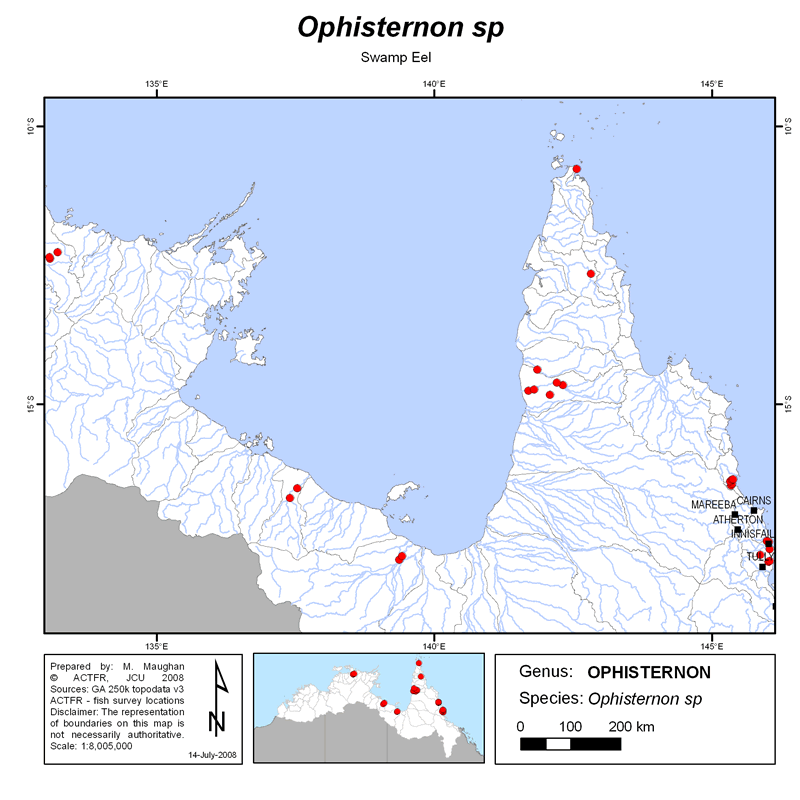 Ophisternon sp
Swamp Eel
135°E
140°E
145°E
10°S
10°S
15°S
15°S
MAREEBA
CAIRNS
ATHERTON
INNISFAIL
TULLY
135°E
140°E
145°E
Prepared by: M. Maughan
© ACTFR, JCU 2008
Sources: GA 250k topodata v3
ACTFR - fish survey locations
Disclaimer: The representation
of boundaries on this map is
not necessarily authoritative.
Scale: 1:8,005,000
N
14-July-2008
Genus: OPHISTERNON
Species: Ophisternon sp
0 100 200 km